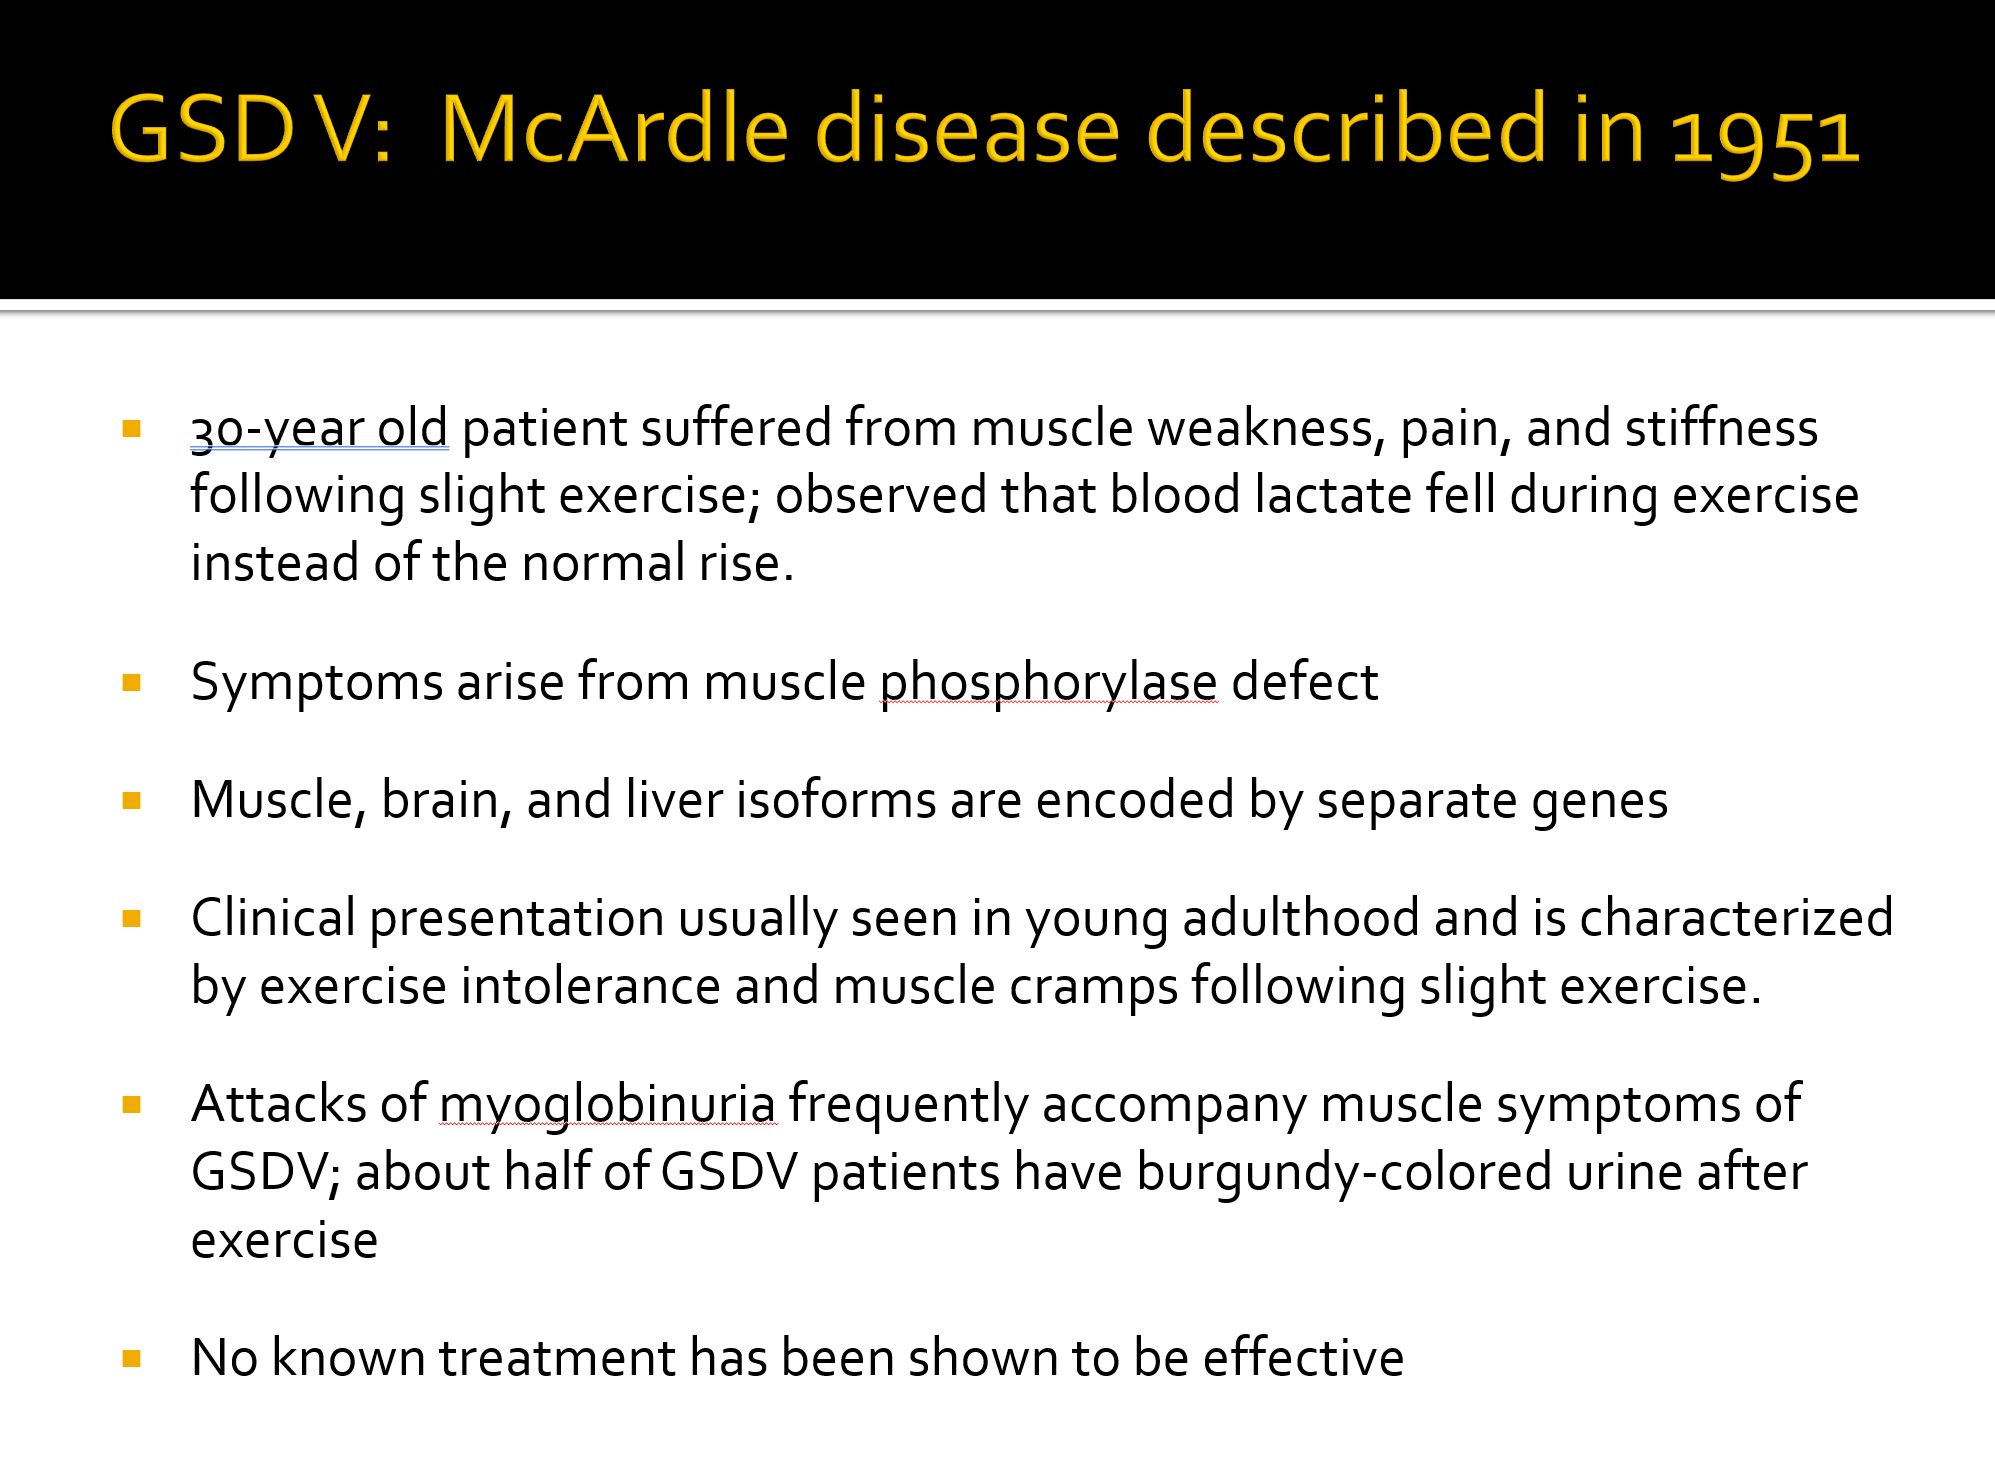 GSD V:  McArdle disease described in 1951
30-year old patient suffered from muscle weakness, pain, and stiffness
following slight exercise; observed that blood lactate fell during exercise
instead of the normal rise.
Symptoms arise from muscle phosphorylase defect
Muscle, brain, and liver isoforms are encoded by separate genes
Clinical presentation usually seen in young adulthood and is characterized
by exercise intolerance and muscle cramps following slight exercise.
Attacks of myoglobinuria frequently accompany muscle symptoms of
GSDV; about half of GSDV patients have burgundy-colored urine after
exercise
No known treatment has been shown to be effective